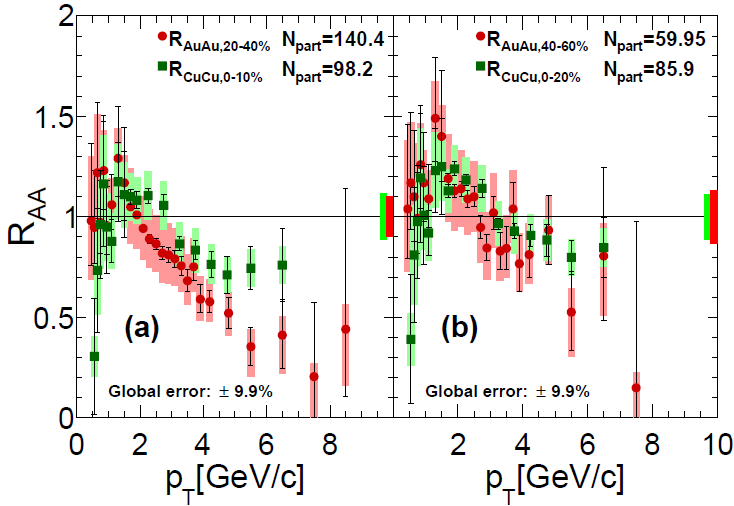 R_AuAu,20-40% N_part=140.4
R_CuCu,0-10% N_part=98.2
R_AuAu,40-60% N_part=59.95
R_CuCu,0-20% N_part=85.9
2
1.5
1
0.5
0
R_AA
(a)
(b)
Global error: ± 9.9%
Global error: ± 9.9%
0 2 4 6 8
2 4 6 8 10
p_T[GeV/c]
p_T[GeV/c]